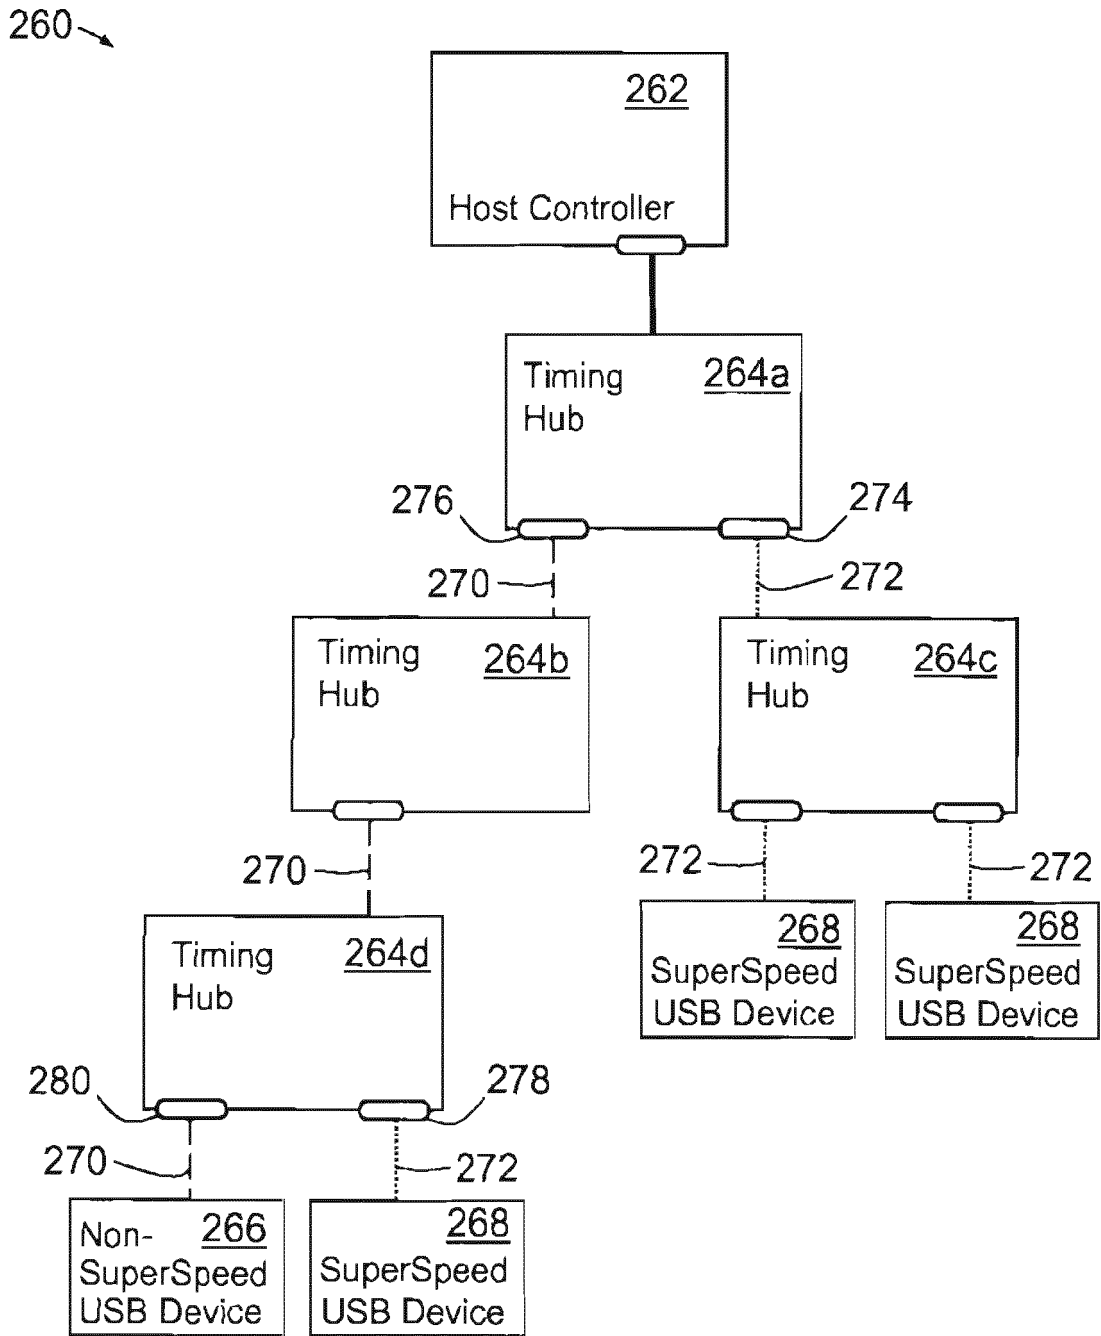 260
262
Host Controller
Timing
Hub
264a
276
274
270
272
Timing
Hub
264b
Timing
Hub
264c
270
272
272
Timing
Hub
264d
268
SuperSpeed
USB Device
268
SuperSpeed
USB Device
280
278
270
272
Non-
SuperSpeed
USB Device
266
268
SuperSpeed
USB Device